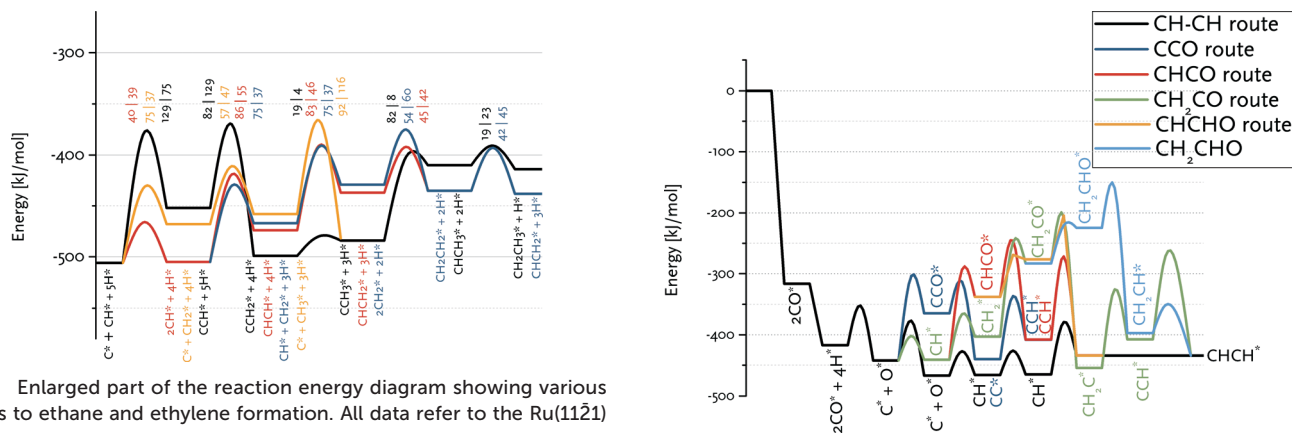 -300
-400
-500
Energy [kJ/mol]
40 | 39
75 | 37
129 | 75
82 | 129
57 | 47
86 | 55
75 | 37
19 | 4
83 | 46
75 | 37
92 | 116
82 | 8
54 | 60
45 | 42
19 | 23
42 | 45
C* + CH* + 5H*
2CH* + 4H*
C* + CH2* + 4H*
CCH* + 5H*
CCH2* + 4H*
CHCH* + 4H*
CH* + CH2* + 3H*
C* + CH3* + 3H*
CCH3* + 3H*
CHCH2* + 3H*
2CH2* + 2H*
CH2CH2* + 2H*
CHCH3* + 2H*
CH2CH3* + H*
CHCH2* + 3H*
Enlarged part of the reaction energy diagram showing various
s to ethane and ethylene formation. All data refer to the Ru(112̄1)
CH-CH route
CCO route
CHCO route
CH₂CO route
CHCHO route
CH₂CHO
0
-100
-200
-300
-400
-500
Energy [kJ/mol]
2CO*
2CO* + 4H*
C* + O*
C* + O*
CH*
CCO*
CH*
CC*
CH₂*
CHCO*
CCH*
CCH*
CH*
CH₂CO*
CH₂CHO*
CH₂C*
CCH*
CH₂CH*
CHCH*